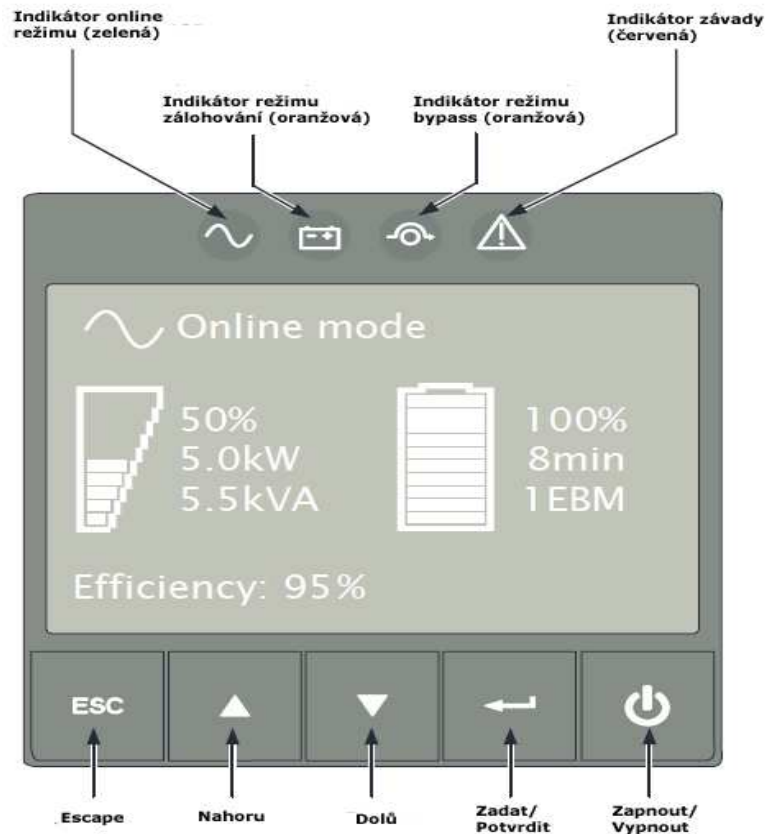 Indikátor online
režimu (zelená)
Indikátor závady
(červená)
Indikátor režimu
zálohování (oranžová)
Indikátor režimu
bypass (oranžová)
Online mode
50%
5.0kW
5.5kVA
100%
8min
1EBM
Efficiency: 95%
ESC
Escape
Nahoru
Dolů
Zadat/
Potvrdit
Zapnout/
Vypnout